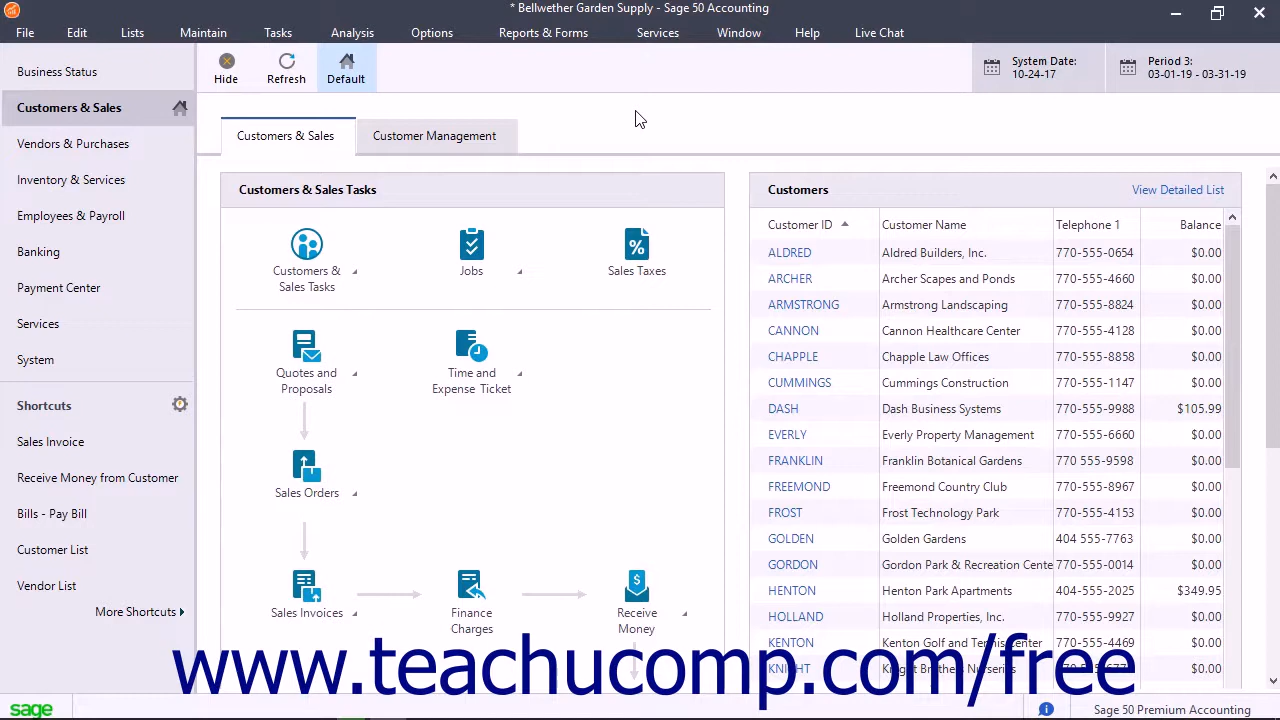 * Bellwether Garden Supply - Sage 50 Accounting
File Edit Lists Maintain Tasks Analysis Options Reports & Forms Services Window Help Live Chat
Business Status
Customers & Sales
Vendors & Purchases
Inventory & Services
Employees & Payroll
Banking
Payment Center
Services
System
Shortcuts
Sales Invoice
Receive Money from Customer
Bills - Pay Bill
Customer List
Vendor List
More Shortcuts
Hide Refresh Default
System Date:
10-24-17
Period 3:
03-01-19 - 03-31-19
Customers & Sales Customer Management
Customers & Sales Tasks
Customers &
Sales Tasks
Jobs
Sales Taxes
Quotes and
Proposals
Time and
Expense Ticket
Sales Orders
Sales Invoices
Finance
Charges
Receive
Money
Customers View Detailed List
Customer ID Customer Name Telephone 1 Balance
ALDRED Aldred Builders, Inc. 770-555-0654 $0.00
ARCHER Archer Scapes and Ponds 770-555-4660 $0.00
ARMSTRONG Armstrong Landscaping 770-555-8824 $0.00
CANNON Cannon Healthcare Center 770-555-4128 $0.00
CHAPPLE Chapple Law Offices 770-555-8858 $0.00
CUMMINGS Cummings Construction 770-555-1147 $0.00
DASH Dash Business Systems 770-555-9988 $105.99
EVERLY Everly Property Management 770-555-6660 $0.00
FRANKLIN Franklin Botanical Gardens 770 555-9598 $0.00
FREEMOND Freemond Country Club 770-555-8967 $0.00
FROST Frost Technology Park 770-555-4153 $0.00
GOLDEN Golden Gardens 404 555-7763 $0.00
GORDON Gordon Park & Recreation Cente 770-555-0014 $0.00
HENTON Henton Park Apartments 404-555-2025 $349.95
HOLLAND Holland Properties, Inc. 770-555-9927 $0.00
KENTON Kenton Golf and Tennis Center 770-555-4469 $0.00
KNIGHT Knight Brothers Nurseries $0.00
www.teachucomp.com/free
sage
Sage 50 Premium Accounting